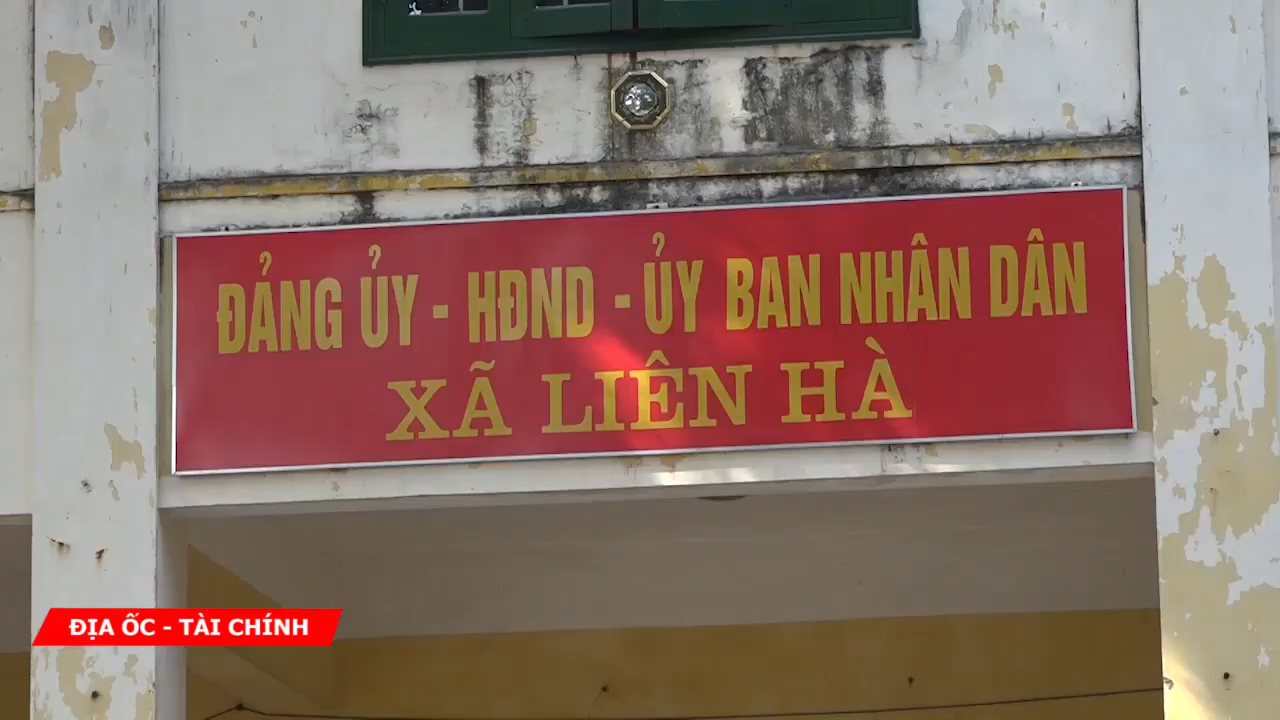 ĐẢNG ỦY - HĐND - ỦY BAN NHÂN DÂN
XÃ LIÊN HÀ
ĐỊA ỐC - TÀI CHÍNH